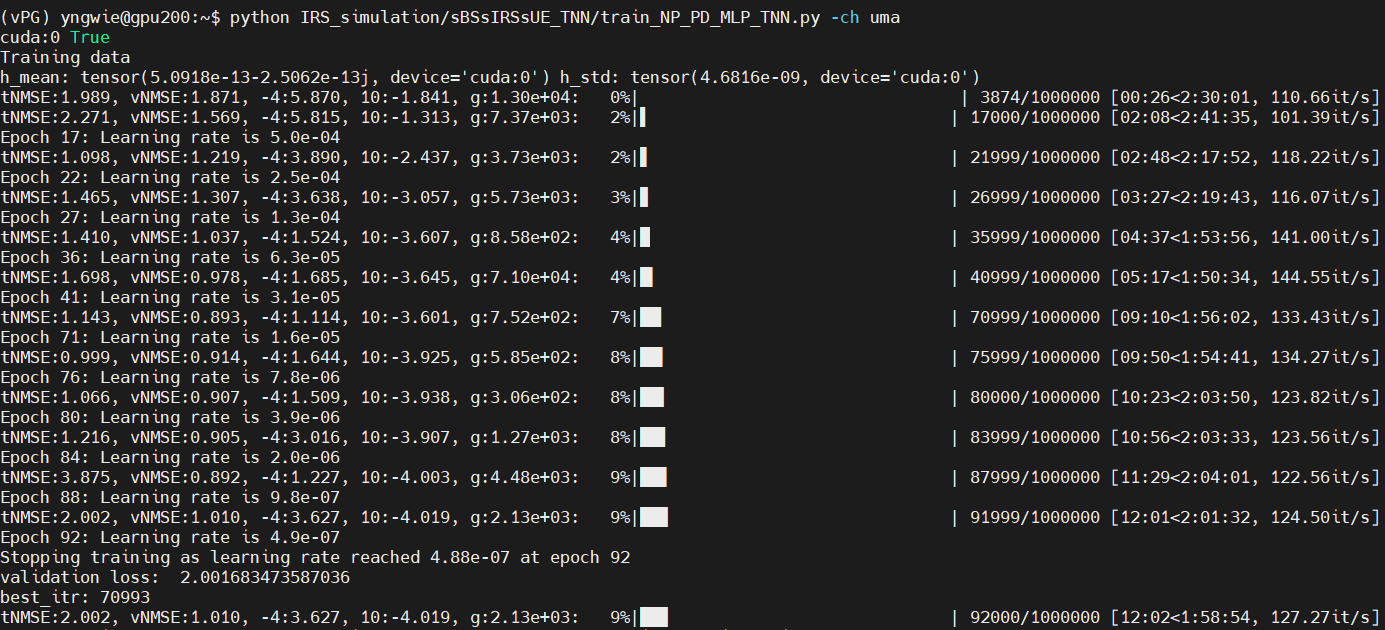 (vPG) yngwie@gpu200:~$ python IRS_simulation/sBSsIRSsUE_TNN/train_NP_PD_MLP_TNN.py -ch uma
cuda:0 True
Training data
h_mean: tensor(5.0918e-13-2.5062e-13j, device='cuda:0') h_std: tensor(4.6816e-09, device='cuda:0')
tNMSE:1.989, vNMSE:1.871, -4:5.870, 10:-1.841, g:1.30e+04:   0%|          | 3874/1000000 [00:26<2:30:01, 110.66it/s]
tNMSE:2.271, vNMSE:1.569, -4:5.815, 10:-1.313, g:7.37e+03:   2%|▌         | 17000/1000000 [02:08<2:41:35, 101.39it/s]
Epoch 17: Learning rate is 5.0e-04
tNMSE:1.098, vNMSE:1.219, -4:3.890, 10:-2.437, g:3.73e+03:   2%|▋         | 21999/1000000 [02:48<2:17:52, 118.22it/s]
Epoch 22: Learning rate is 2.5e-04
tNMSE:1.465, vNMSE:1.307, -4:3.638, 10:-3.057, g:5.73e+03:   3%|▊         | 26999/1000000 [03:27<2:19:43, 116.07it/s]
Epoch 27: Learning rate is 1.3e-04
tNMSE:1.410, vNMSE:1.037, -4:1.524, 10:-3.607, g:8.58e+02:   4%|█         | 35999/1000000 [04:37<1:53:56, 141.00it/s]
Epoch 36: Learning rate is 6.3e-05
tNMSE:1.698, vNMSE:0.978, -4:1.685, 10:-3.645, g:7.10e+04:   4%|█▎        | 40999/1000000 [05:17<1:50:34, 144.55it/s]
Epoch 41: Learning rate is 3.1e-05
tNMSE:1.143, vNMSE:0.893, -4:1.114, 10:-3.601, g:7.52e+02:   7%|██▏       | 70999/1000000 [09:10<1:56:02, 133.43it/s]
Epoch 71: Learning rate is 1.6e-05
tNMSE:0.999, vNMSE:0.914, -4:1.644, 10:-3.925, g:5.85e+02:   8%|██▎       | 75999/1000000 [09:50<1:54:41, 134.27it/s]
Epoch 76: Learning rate is 7.8e-06
tNMSE:1.066, vNMSE:0.907, -4:1.509, 10:-3.938, g:3.06e+02:   8%|██▍       | 80000/1000000 [10:23<2:03:50, 123.82it/s]
Epoch 80: Learning rate is 3.9e-06
tNMSE:1.216, vNMSE:0.905, -4:3.016, 10:-3.907, g:1.27e+03:   8%|██▌       | 83999/1000000 [10:56<2:03:33, 123.56it/s]
Epoch 84: Learning rate is 2.0e-06
tNMSE:3.875, vNMSE:0.892, -4:1.227, 10:-4.003, g:4.48e+03:   9%|██▋       | 87999/1000000 [11:29<2:04:01, 122.56it/s]
Epoch 88: Learning rate is 9.8e-07
tNMSE:2.002, vNMSE:1.010, -4:3.627, 10:-4.019, g:2.13e+03:   9%|██▊       | 91999/1000000 [12:01<2:01:32, 124.50it/s]
Epoch 92: Learning rate is 4.9e-07
Stopping training as learning rate reached 4.88e-07 at epoch 92
validation loss:  2.001683473587036
best_itr: 70993
tNMSE:2.002, vNMSE:1.010, -4:3.627, 10:-4.019, g:2.13e+03:   9%|██▊       | 92000/1000000 [12:02<1:58:54, 127.27it/s]